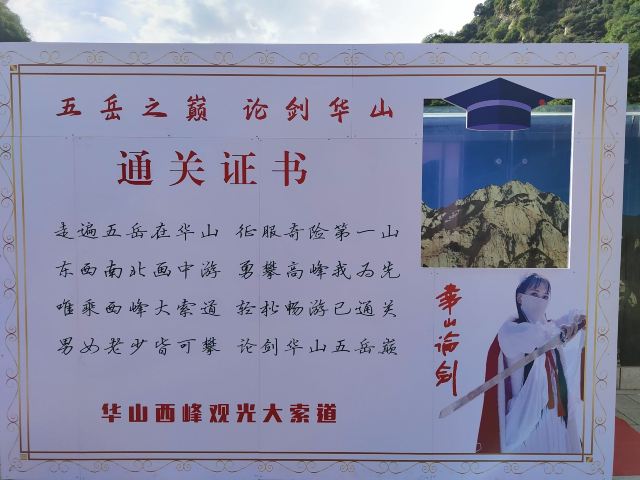 五岳之巅 论剑华山
通关证书
走遍五岳在华山 征服奇险第一山
东西南北画中游 勇攀高峰我为先
唯乘西峰大索道 轻松畅游已通关
男女老少皆可攀 论剑华山五岳巅
华山西峰观光大索道
華山论剑